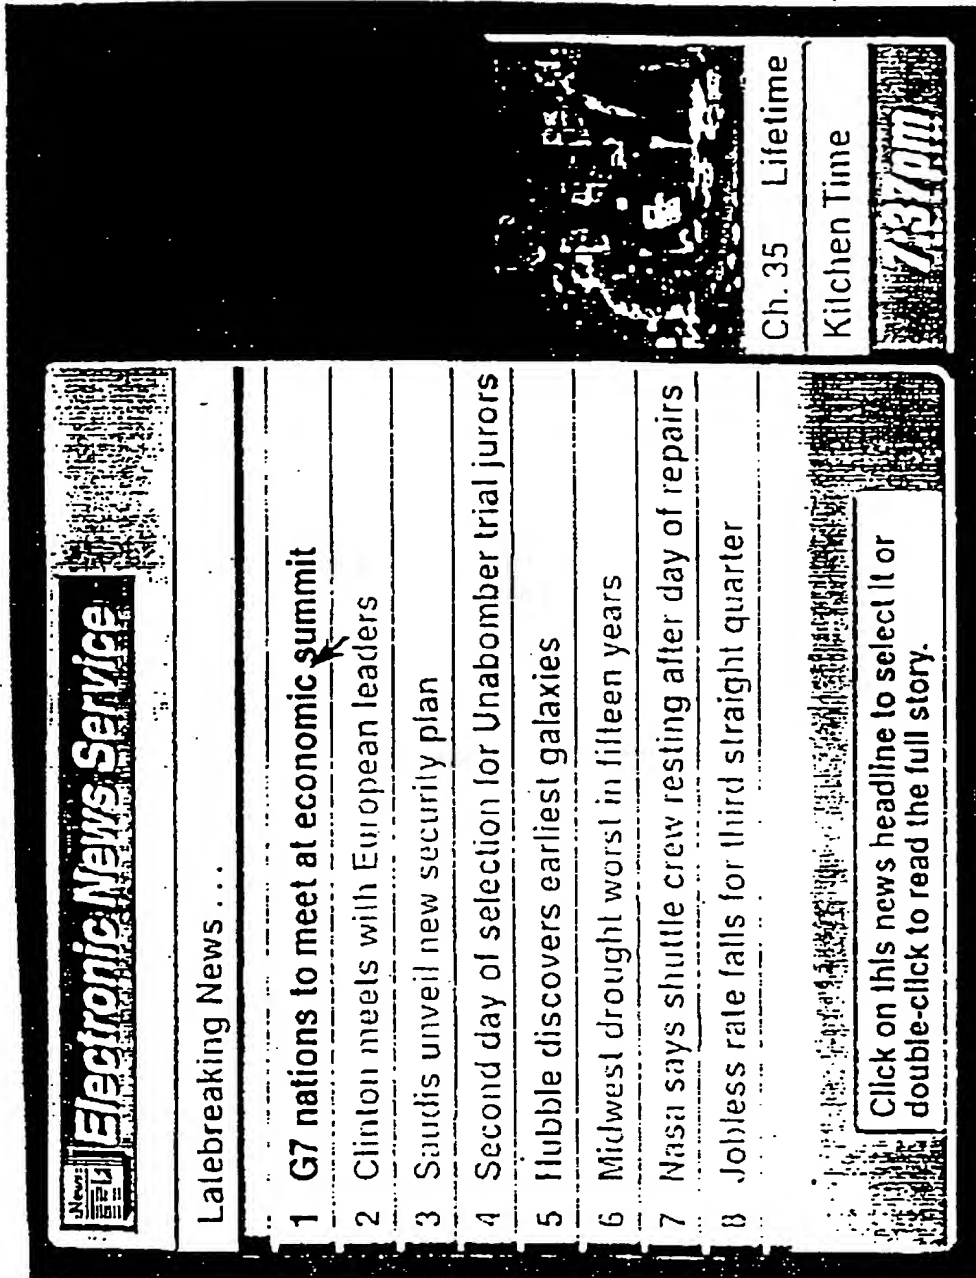 News
Electronic News Service
Latebreaking News . . .
1 G7 nations to meet at economic summit
2 Clinton meets with European leaders
3 Saudis unveil new security plan
4 Second day of selection for Unabomber trial jurors
5 Hubble discovers earliest galaxies
6 Midwest drought worst in fifteen years
7 Nasa says shuttle crew resting after day of repairs
8 Jobless rate falls for third straight quarter
Click on this news headline to select it or
double-click to read the full story.
Ch. 35 Lifetime
Kitchen Time
7:37pm